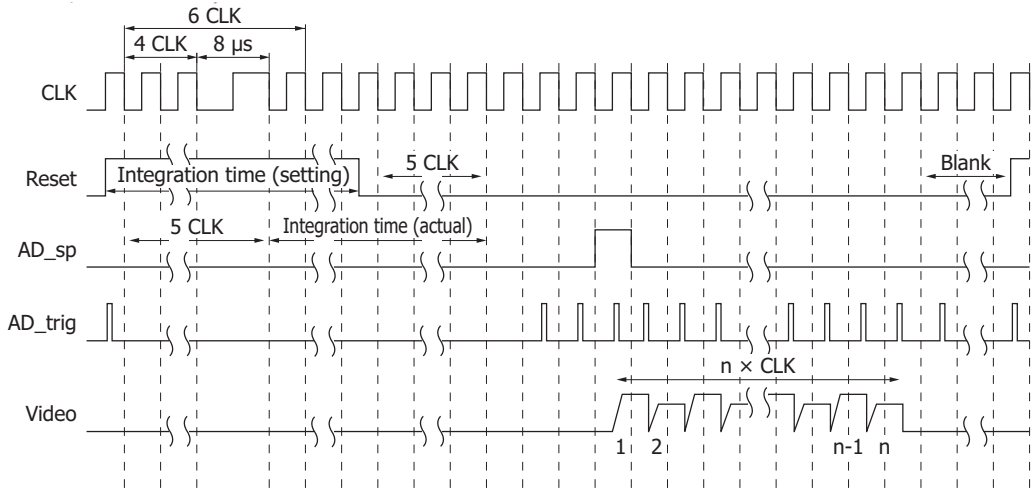 6 CLK
4 CLK 8 µs
CLK
Reset
Integration time (setting)
5 CLK
Blank
AD_sp
5 CLK
Integration time (actual)
AD_trig
n × CLK
Video
1 2 n-1 n